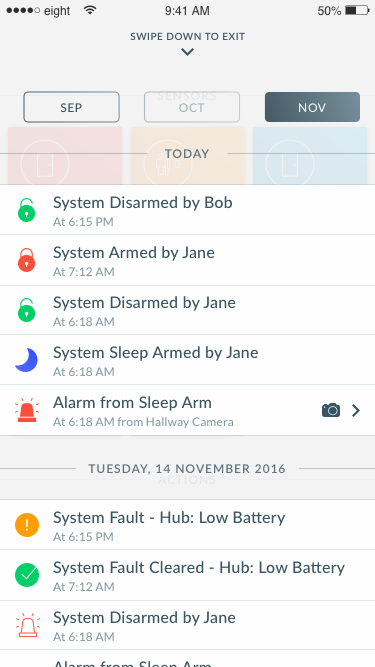 eight 9:41 AM 50%
SWIPE DOWN TO EXIT
SENSORS
SEP OCT NOV
TODAY
System Disarmed by Bob
At 6:15 PM
System Armed by Jane
At 7:12 AM
System Disarmed by Jane
At 6:18 AM
System Sleep Armed by Jane
At 6:18 AM
Alarm from Sleep Arm
At 6:18 AM from Hallway Camera
TUESDAY, 14 NOVEMBER 2016
ACTIONS
System Fault - Hub: Low Battery
At 6:15 PM
System Fault Cleared - Hub: Low Battery
At 7:12 AM
System Disarmed by Jane
At 6:18 AM
Alarm from Sleep Arm